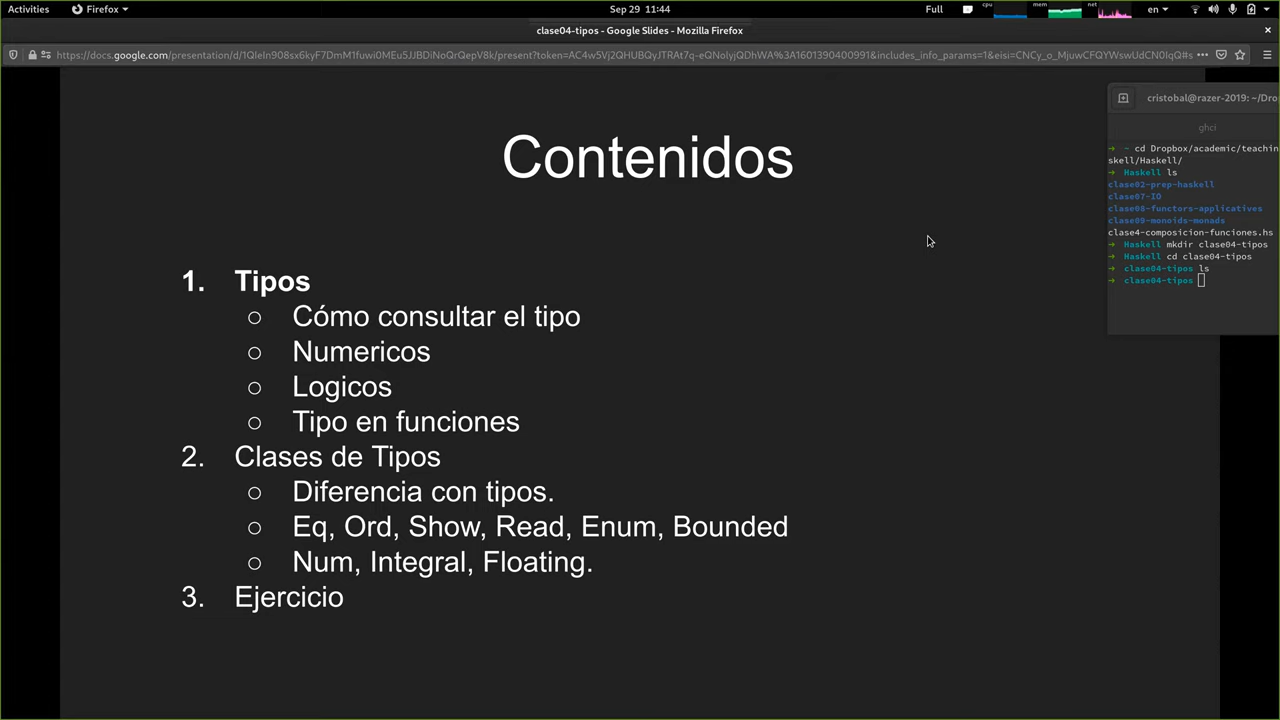 Activities
Firefox
Sep 29 11:44
Full
cpu
mem
net
en
clase04-tipos - Google Slides - Mozilla Firefox
Contenidos
1. Tipos
○ Cómo consultar el tipo
○ Numericos
○ Logicos
○ Tipo en funciones
2. Clases de Tipos
○ Diferencia con tipos.
○ Eq, Ord, Show, Read, Enum, Bounded
○ Num, Integral, Floating.
3. Ejercicio
cristobal@razer-2019: ~/Dro
ghci
→ ~ cd Dropbox/academic/teachin
skell/Haskell/
→ Haskell ls
clase02-prep-haskell
clase07-IO
clase08-functors-applicatives
clase09-monoids-monads
clase4-composicion-funciones.hs
→ Haskell mkdir clase04-tipos
→ Haskell cd clase04-tipos
→ clase04-tipos ls
→ clase04-tipos